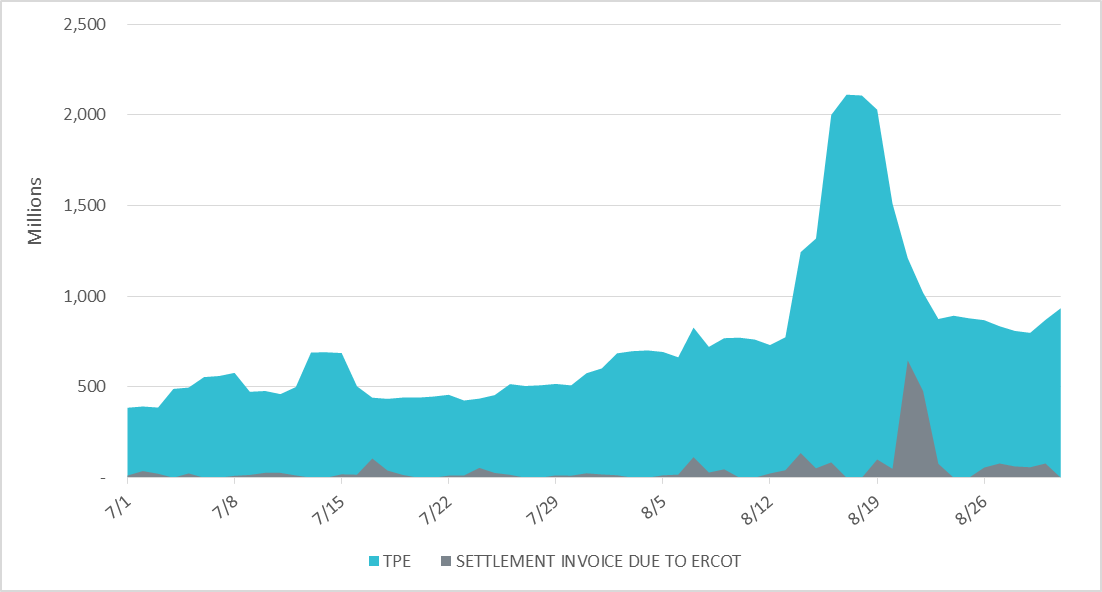 Millions
2,500
2,000
1,500
1,000
500
-
7/1 7/8 7/15 7/22 7/29 8/5 8/12 8/19 8/26
TPE SETTLEMENT INVOICE DUE TO ERCOT